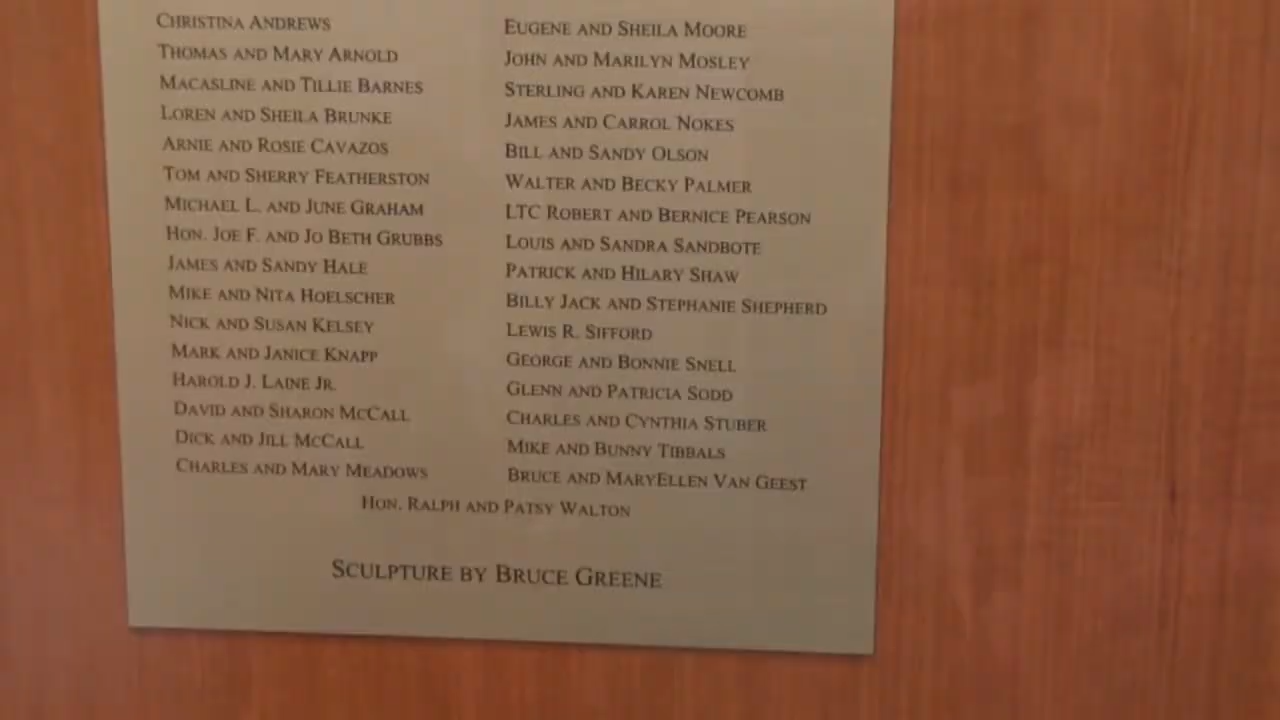 CHRISTINA ANDREWS
THOMAS AND MARY ARNOLD
MACASLINE AND TILLIE BARNES
LOREN AND SHEILA BRUNKE
ARNIE AND ROSIE CAVAZOS
TOM AND SHERRY FEATHERSTON
MICHAEL L. AND JUNE GRAHAM
HON. JOE F. AND JO BETH GRUBBS
JAMES AND SANDY HALE
MIKE AND NITA HOELSCHER
NICK AND SUSAN KELSEY
MARK AND JANICE KNAPP
HAROLD J. LAINE JR.
DAVID AND SHARON MCCALL
DICK AND JILL MCCALL
CHARLES AND MARY MEADOWS
EUGENE AND SHEILA MOORE
JOHN AND MARILYN MOSLEY
STERLING AND KAREN NEWCOMB
JAMES AND CARROL NOKES
BILL AND SANDY OLSON
WALTER AND BECKY PALMER
LTC ROBERT AND BERNICE PEARSON
LOUIS AND SANDRA SANDBOTE
PATRICK AND HILARY SHAW
BILLY JACK AND STEPHANIE SHEPHERD
LEWIS R. SIFFORD
GEORGE AND BONNIE SNELL
GLENN AND PATRICIA SODD
CHARLES AND CYNTHIA STUBER
MIKE AND BUNNY TIBBALS
BRUCE AND MARYELLEN VAN GEEST
HON. RALPH AND PATSY WALTON
SCULPTURE BY BRUCE GREENE